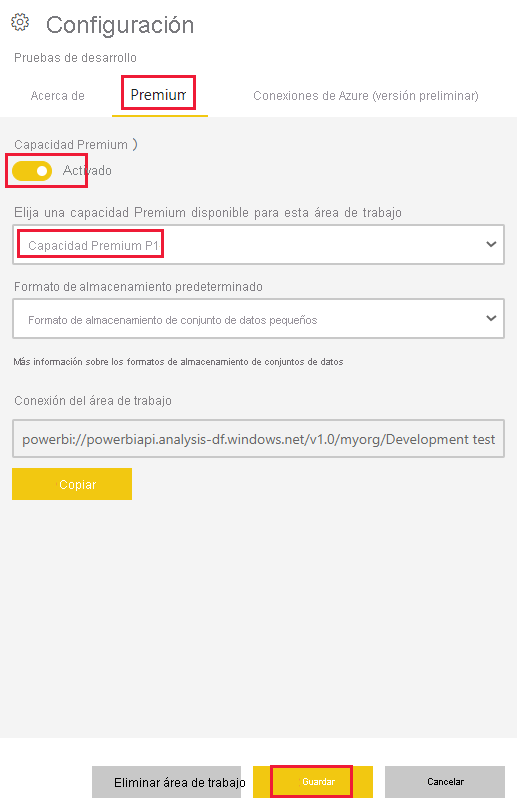 Configuración
Pruebas de desarrollo
Acerca de Premium Conexiones de Azure (versión preliminar)
Capacidad Premium )
Activado
Elija una capacidad Premium disponible para esta área de trabajo
Capacidad Premium P1
Formato de almacenamiento predeterminado
Formato de almacenamiento de conjunto de datos pequeños
Más información sobre los formatos de almacenamiento de conjuntos de datos
Conexión del área de trabajo
powerbi://powerbiapi.analysis-df.windows.net/v1.0/myorg/Development test
Copiar
Eliminar área de trabajo Guardar Cancelar